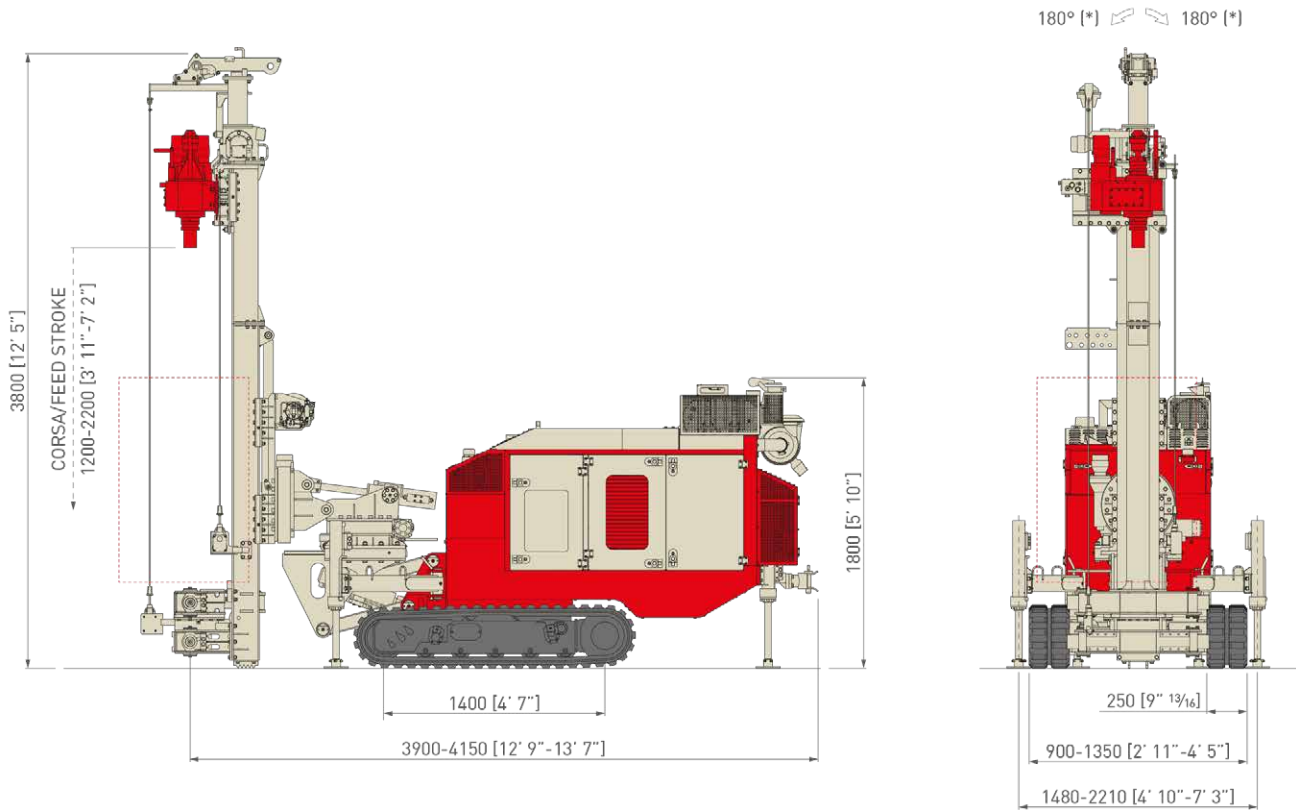 180° (*) 180° (*)
3800 [12' 5"]
CORSA/FEED STROKE
1200-2200 [3' 11"-7' 2"]
1800 [5' 10"]
1400 [4' 7"]
3900-4150 [12' 9"-13' 7"]
250 [9" 13/16]
900-1350 [2' 11"-4' 5"]
1480-2210 [4' 10"-7' 3"]